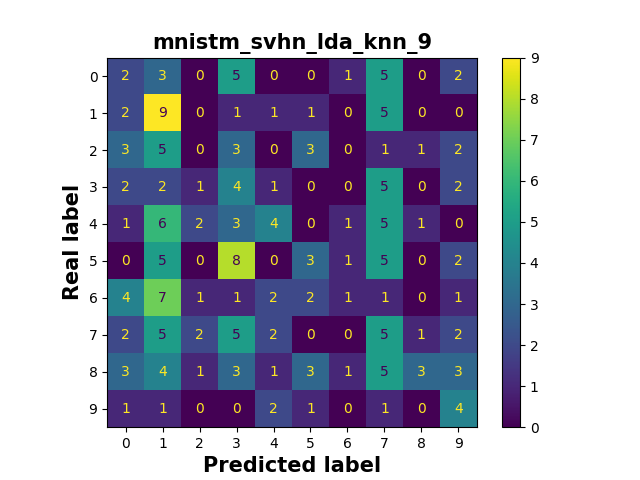 mnistm_svhn_lda_knn_9
0 2 3 0 5 0 0 1 5 0 2
1 2 9 0 1 1 1 0 5 0 0
2 3 5 0 3 0 3 0 1 1 2
3 2 2 1 4 1 0 0 5 0 2
4 1 6 2 3 4 0 1 5 1 0
5 0 5 0 8 0 3 1 5 0 2
6 4 7 1 1 2 2 1 1 0 1
7 2 5 2 5 2 0 0 5 1 2
8 3 4 1 3 1 3 1 5 3 3
9 1 1 0 0 2 1 0 1 0 4
0 1 2 3 4 5 6 7 8 9
Real label
Predicted label
9
8
7
6
5
4
3
2
1
0